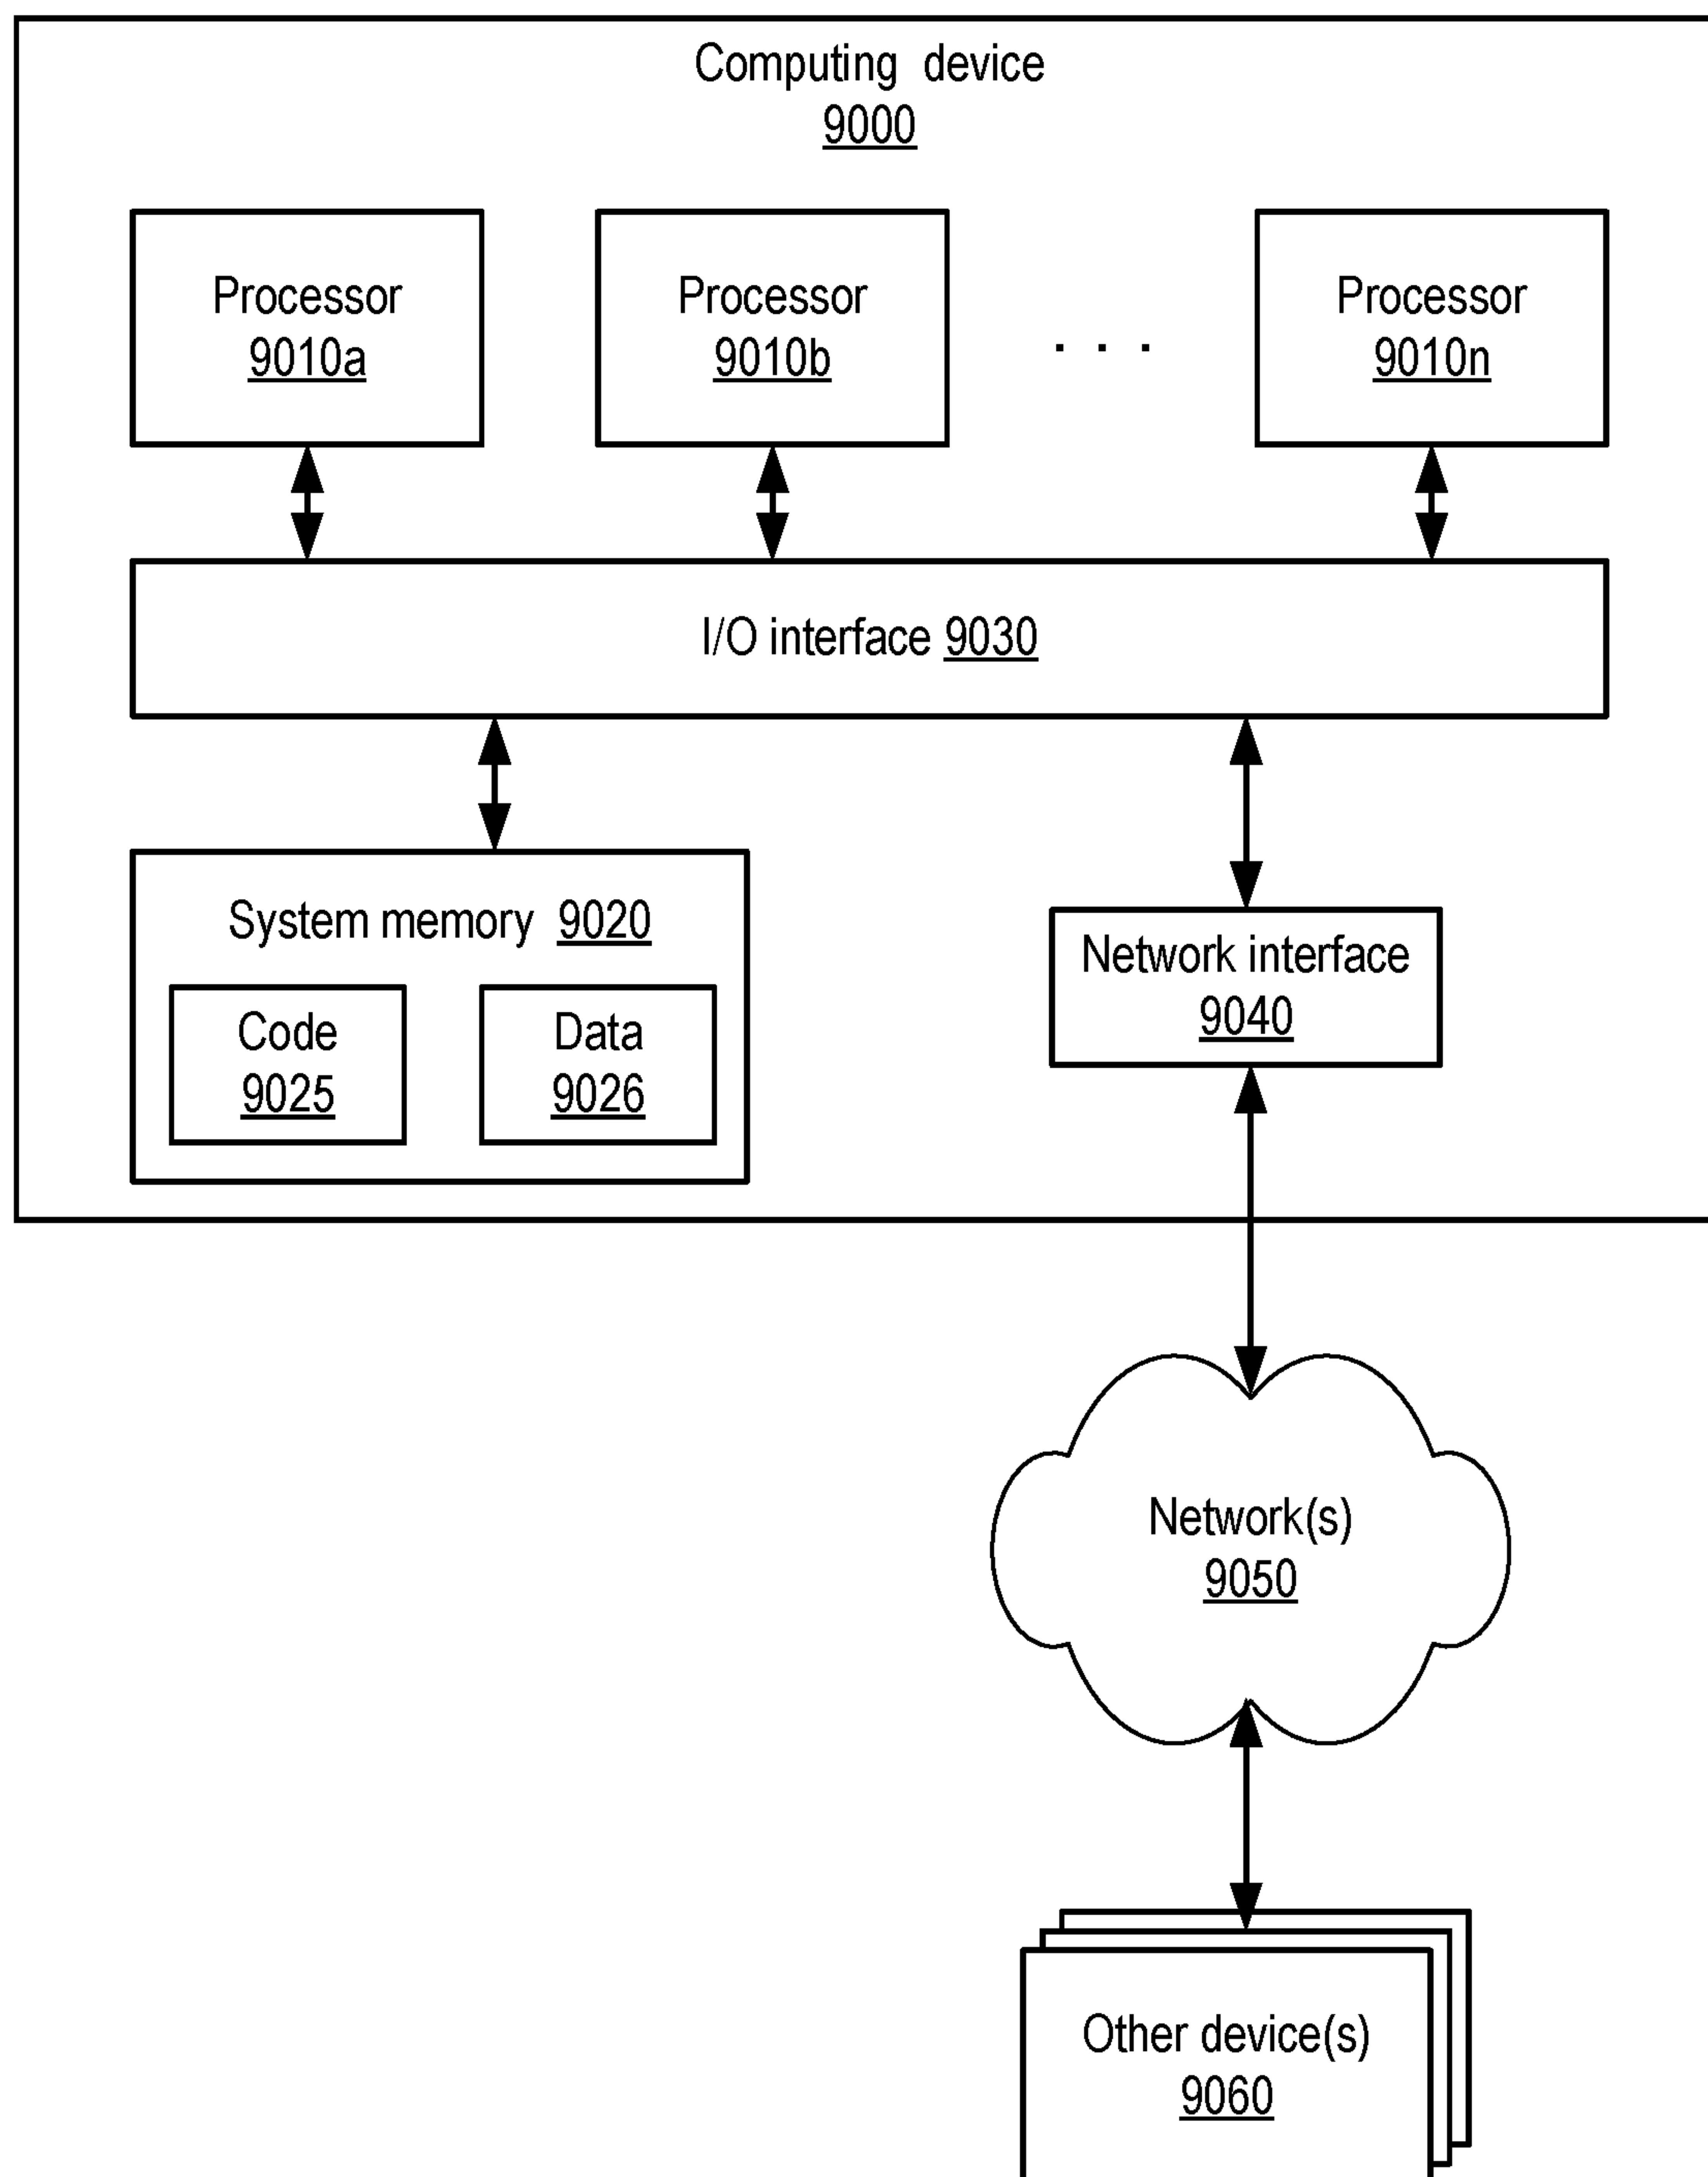 Computing device
9000
Processor
9010a
Processor
9010b
. . .
Processor
9010n
I/O interface 9030
System memory 9020
Code
9025
Data
9026
Network interface
9040
Network(s)
9050
Other device(s)
9060